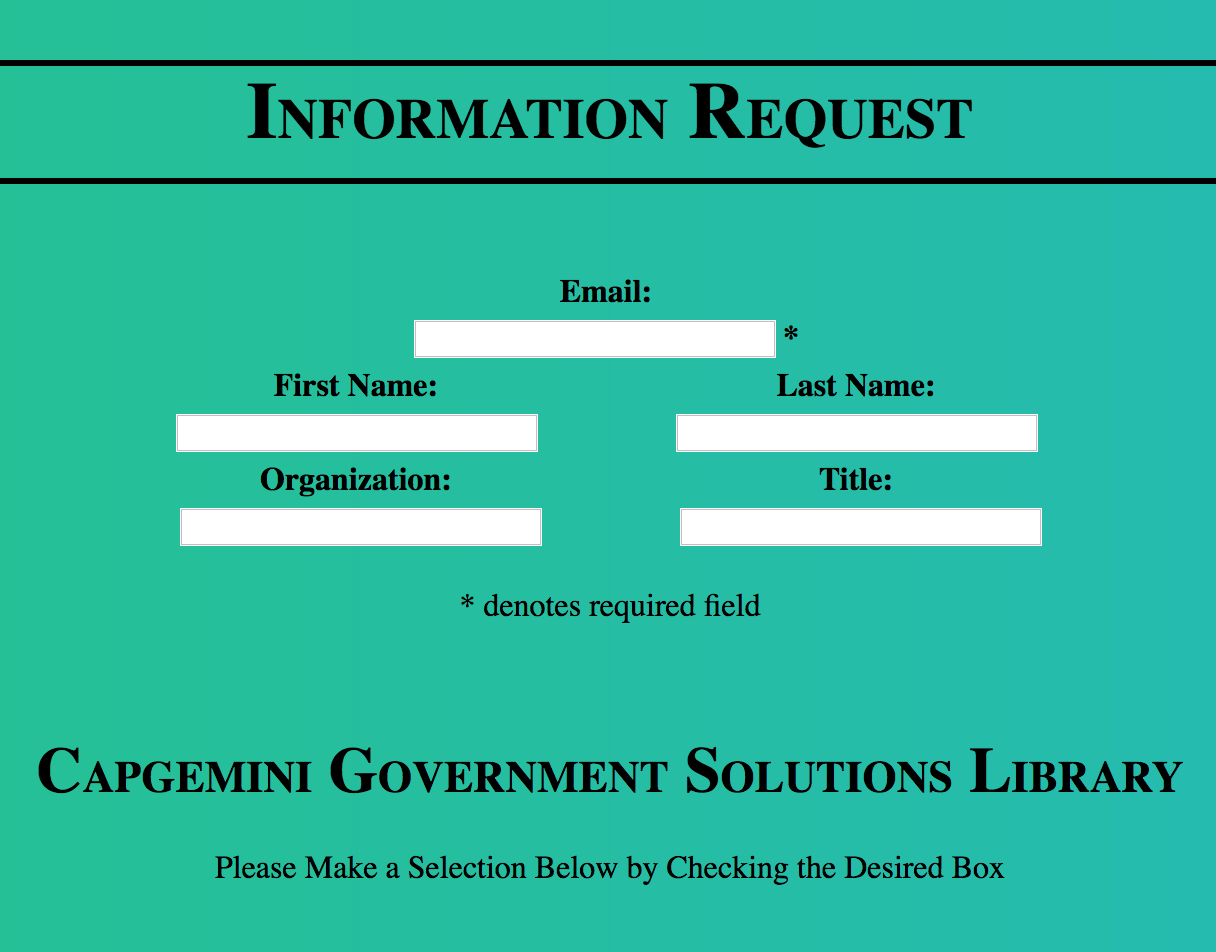 Information Request
Email:
*
First Name: Last Name:
Organization: Title:
* denotes required field
Capgemini Government Solutions Library
Please Make a Selection Below by Checking the Desired Box